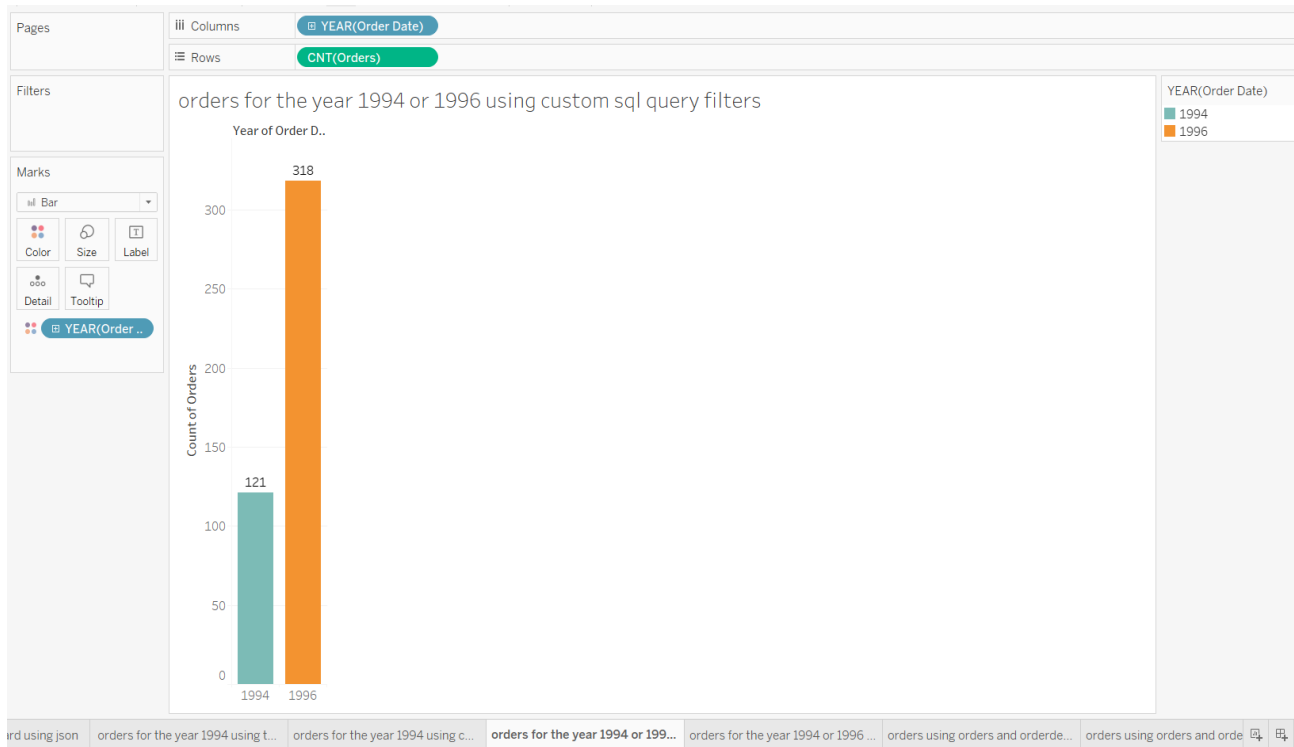 Pages
iii Columns
YEAR(Order Date)
Rows
CNT(Orders)
Filters
Marks
Bar
Color
Size
Label
Detail
Tooltip
YEAR(Order ..
orders for the year 1994 or 1996 using custom sql query filters
Year of Order D..
318
300
250
200
150
121
100
50
0
Count of Orders
1994
1996
YEAR(Order Date)
1994
1996
rd using json
orders for the year 1994 using t...
orders for the year 1994 using c...
orders for the year 1994 or 199...
orders for the year 1994 or 1996 ...
orders using orders and orderde...
orders using orders and orde